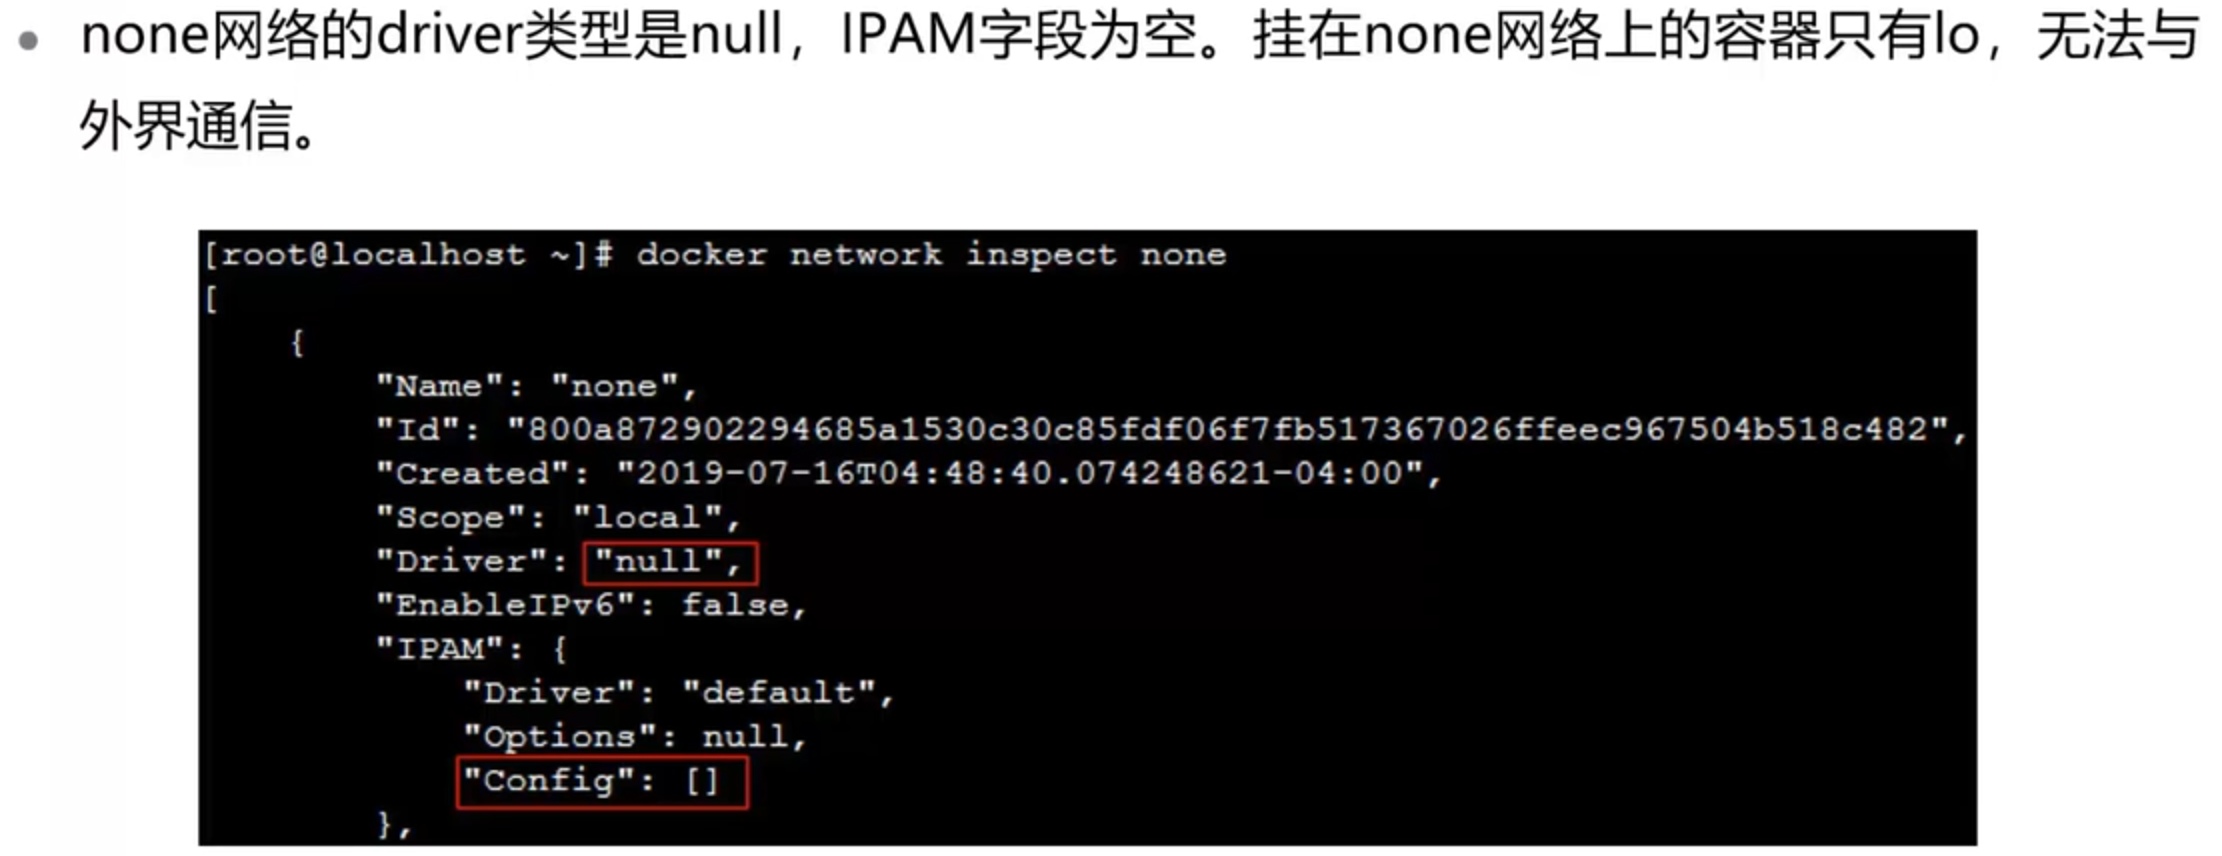 • none网络的driver类型是null，IPAM字段为空。挂在none网络上的容器只有lo，无法与
外界通信。
[root@localhost ~]# docker network inspect none
[
    {
        "Name": "none",
        "Id": "800a872902294685a1530c30c85fdf06f7fb517367026ffeec967504b518c482",
        "Created": "2019-07-16T04:48:40.074248621-04:00",
        "Scope": "local",
        "Driver": "null",
        "EnableIPv6": false,
        "IPAM": {
            "Driver": "default",
            "Options": null,
            "Config": []
        },